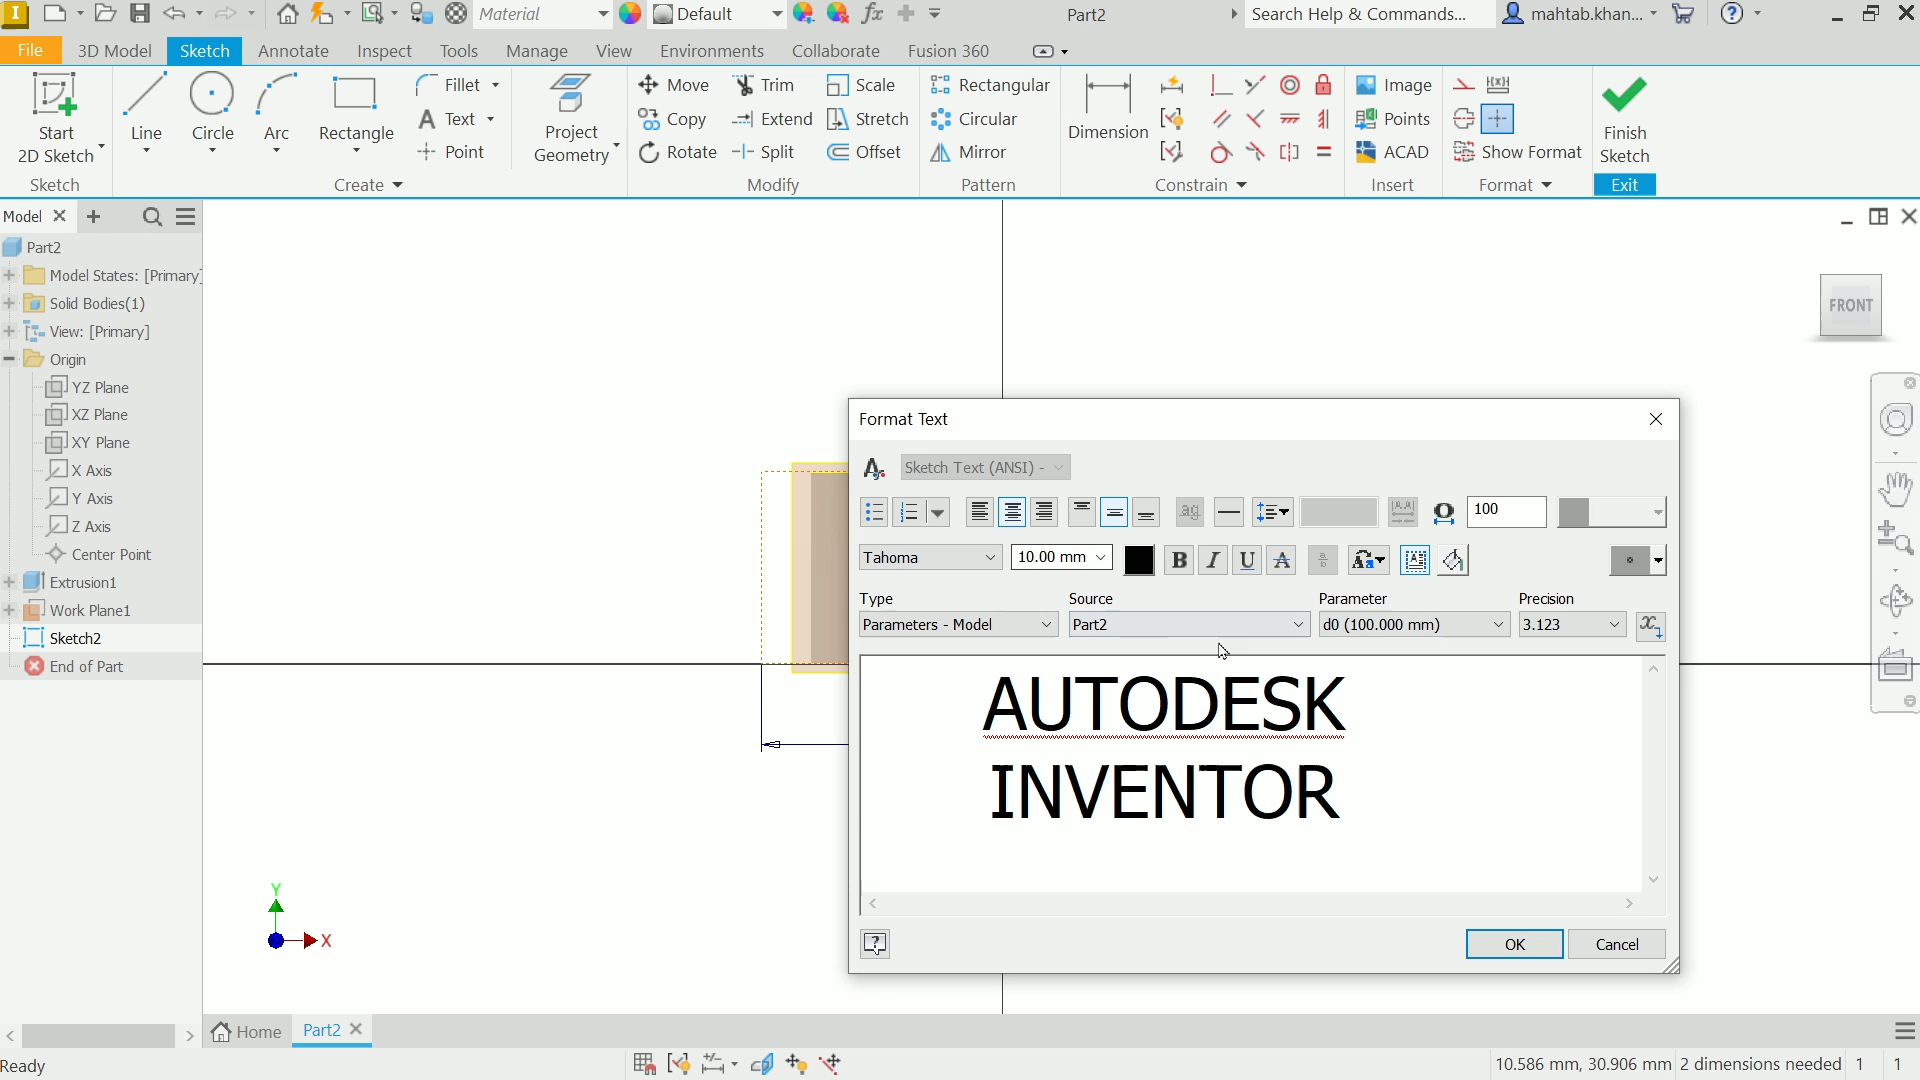 I
Material
Default
fx
Part2
Search Help & Commands...
mahtab.khan...
File
3D Model
Sketch
Annotate
Inspect
Tools
Manage
View
Environments
Collaborate
Fusion 360
Start
2D Sketch
Line
Circle
Arc
Rectangle
Fillet
Text
Point
Project
Geometry
Move
Copy
Rotate
Trim
Extend
Split
Scale
Stretch
Offset
Rectangular
Circular
Mirror
Dimension
Image
Points
ACAD
Show Format
Finish
Sketch
Sketch
Create
Modify
Pattern
Constrain
Insert
Format
Exit
Model
Part2
Model States: [Primary]
Solid Bodies(1)
View: [Primary]
Origin
YZ Plane
XZ Plane
XY Plane
X Axis
Y Axis
Z Axis
Center Point
Extrusion1
Work Plane1
Sketch2
End of Part
FRONT
Format Text
Sketch Text (ANSI) -
100
Tahoma
10.00 mm
B I U A
Type
Source
Parameter
Precision
Parameters - Model
Part2
d0 (100.000 mm)
3.123
AUTODESK
INVENTOR
OK
Cancel
Y
X
Home
Part2
Ready
10.586 mm, 30.906 mm
2 dimensions needed
1
1